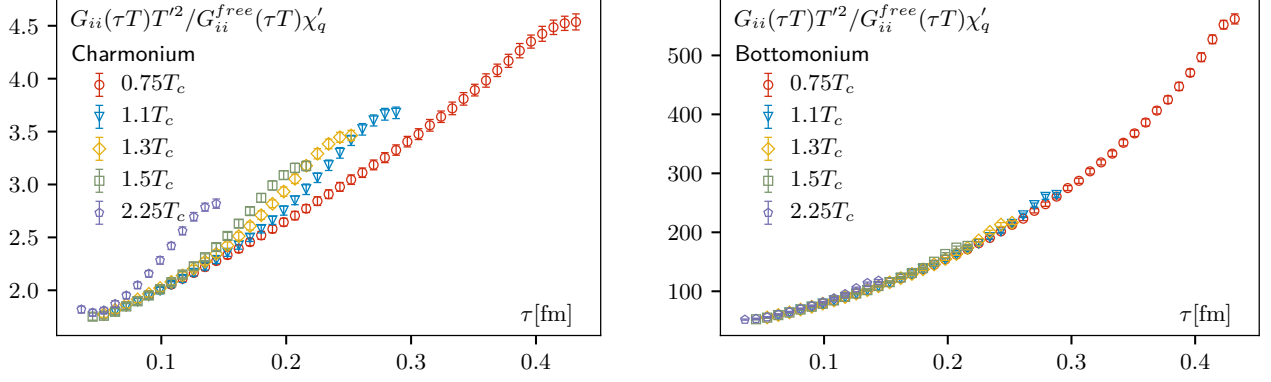 G_{ii}(τT)T'^2/G_{ii}^{free}(τT)χ'_q
Charmonium
0.75T_c
1.1T_c
1.3T_c
1.5T_c
2.25T_c
4.5
4.0
3.5
3.0
2.5
2.0
τ[fm]
0.1 0.2 0.3 0.4
G_{ii}(τT)T'^2/G_{ii}^{free}(τT)χ'_q
Bottomonium
0.75T_c
1.1T_c
1.3T_c
1.5T_c
2.25T_c
500
400
300
200
100
τ[fm]
0.1 0.2 0.3 0.4